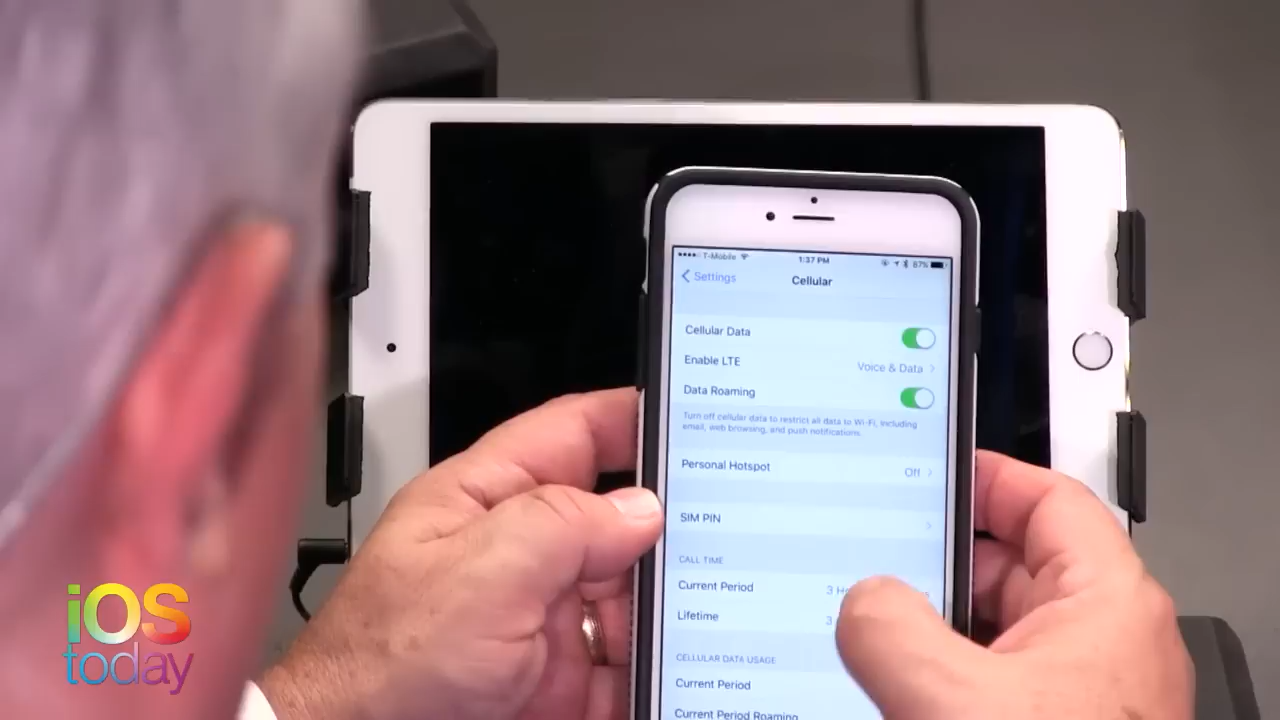 T-Mobile 1:37 PM 87%
Settings Cellular
Cellular Data
Enable LTE Voice & Data
Data Roaming
Turn off cellular data to restrict all data to Wi-Fi, including
email, web browsing, and push notifications.
Personal Hotspot Off
SIM PIN
CALL TIME
Current Period 3 H
Lifetime 3
CELLULAR DATA USAGE
Current Period
Current Period Roaming
iOS
today